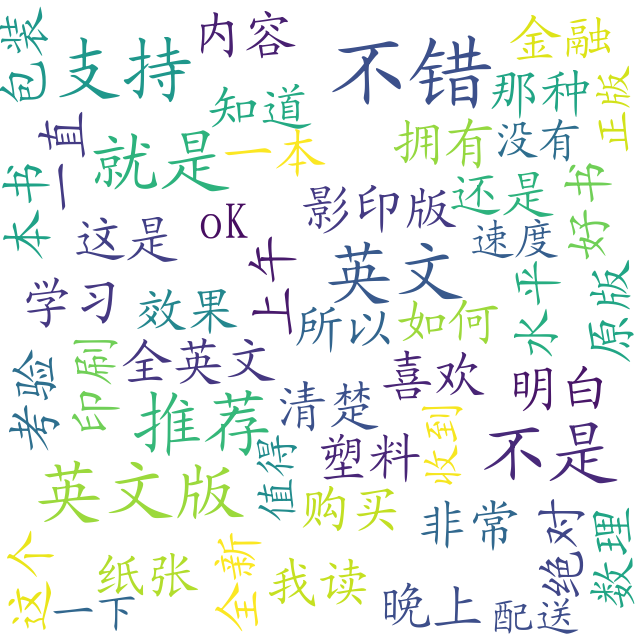 包装
支持
内容
不错
金融
知道
那种
正版
一直
就是
一本
拥有
没有
本书
这是
oK
影印版
还是
好书
速度
上午
英文
学习
效果
所以
如何
水平
原版
考验
印刷
全英文
喜欢
明白
推荐
清楚
塑料
收到
不是
英文版
值得
购买
非常
绝对
数理
这个
一下
纸张
全新
我读
晚上
配送